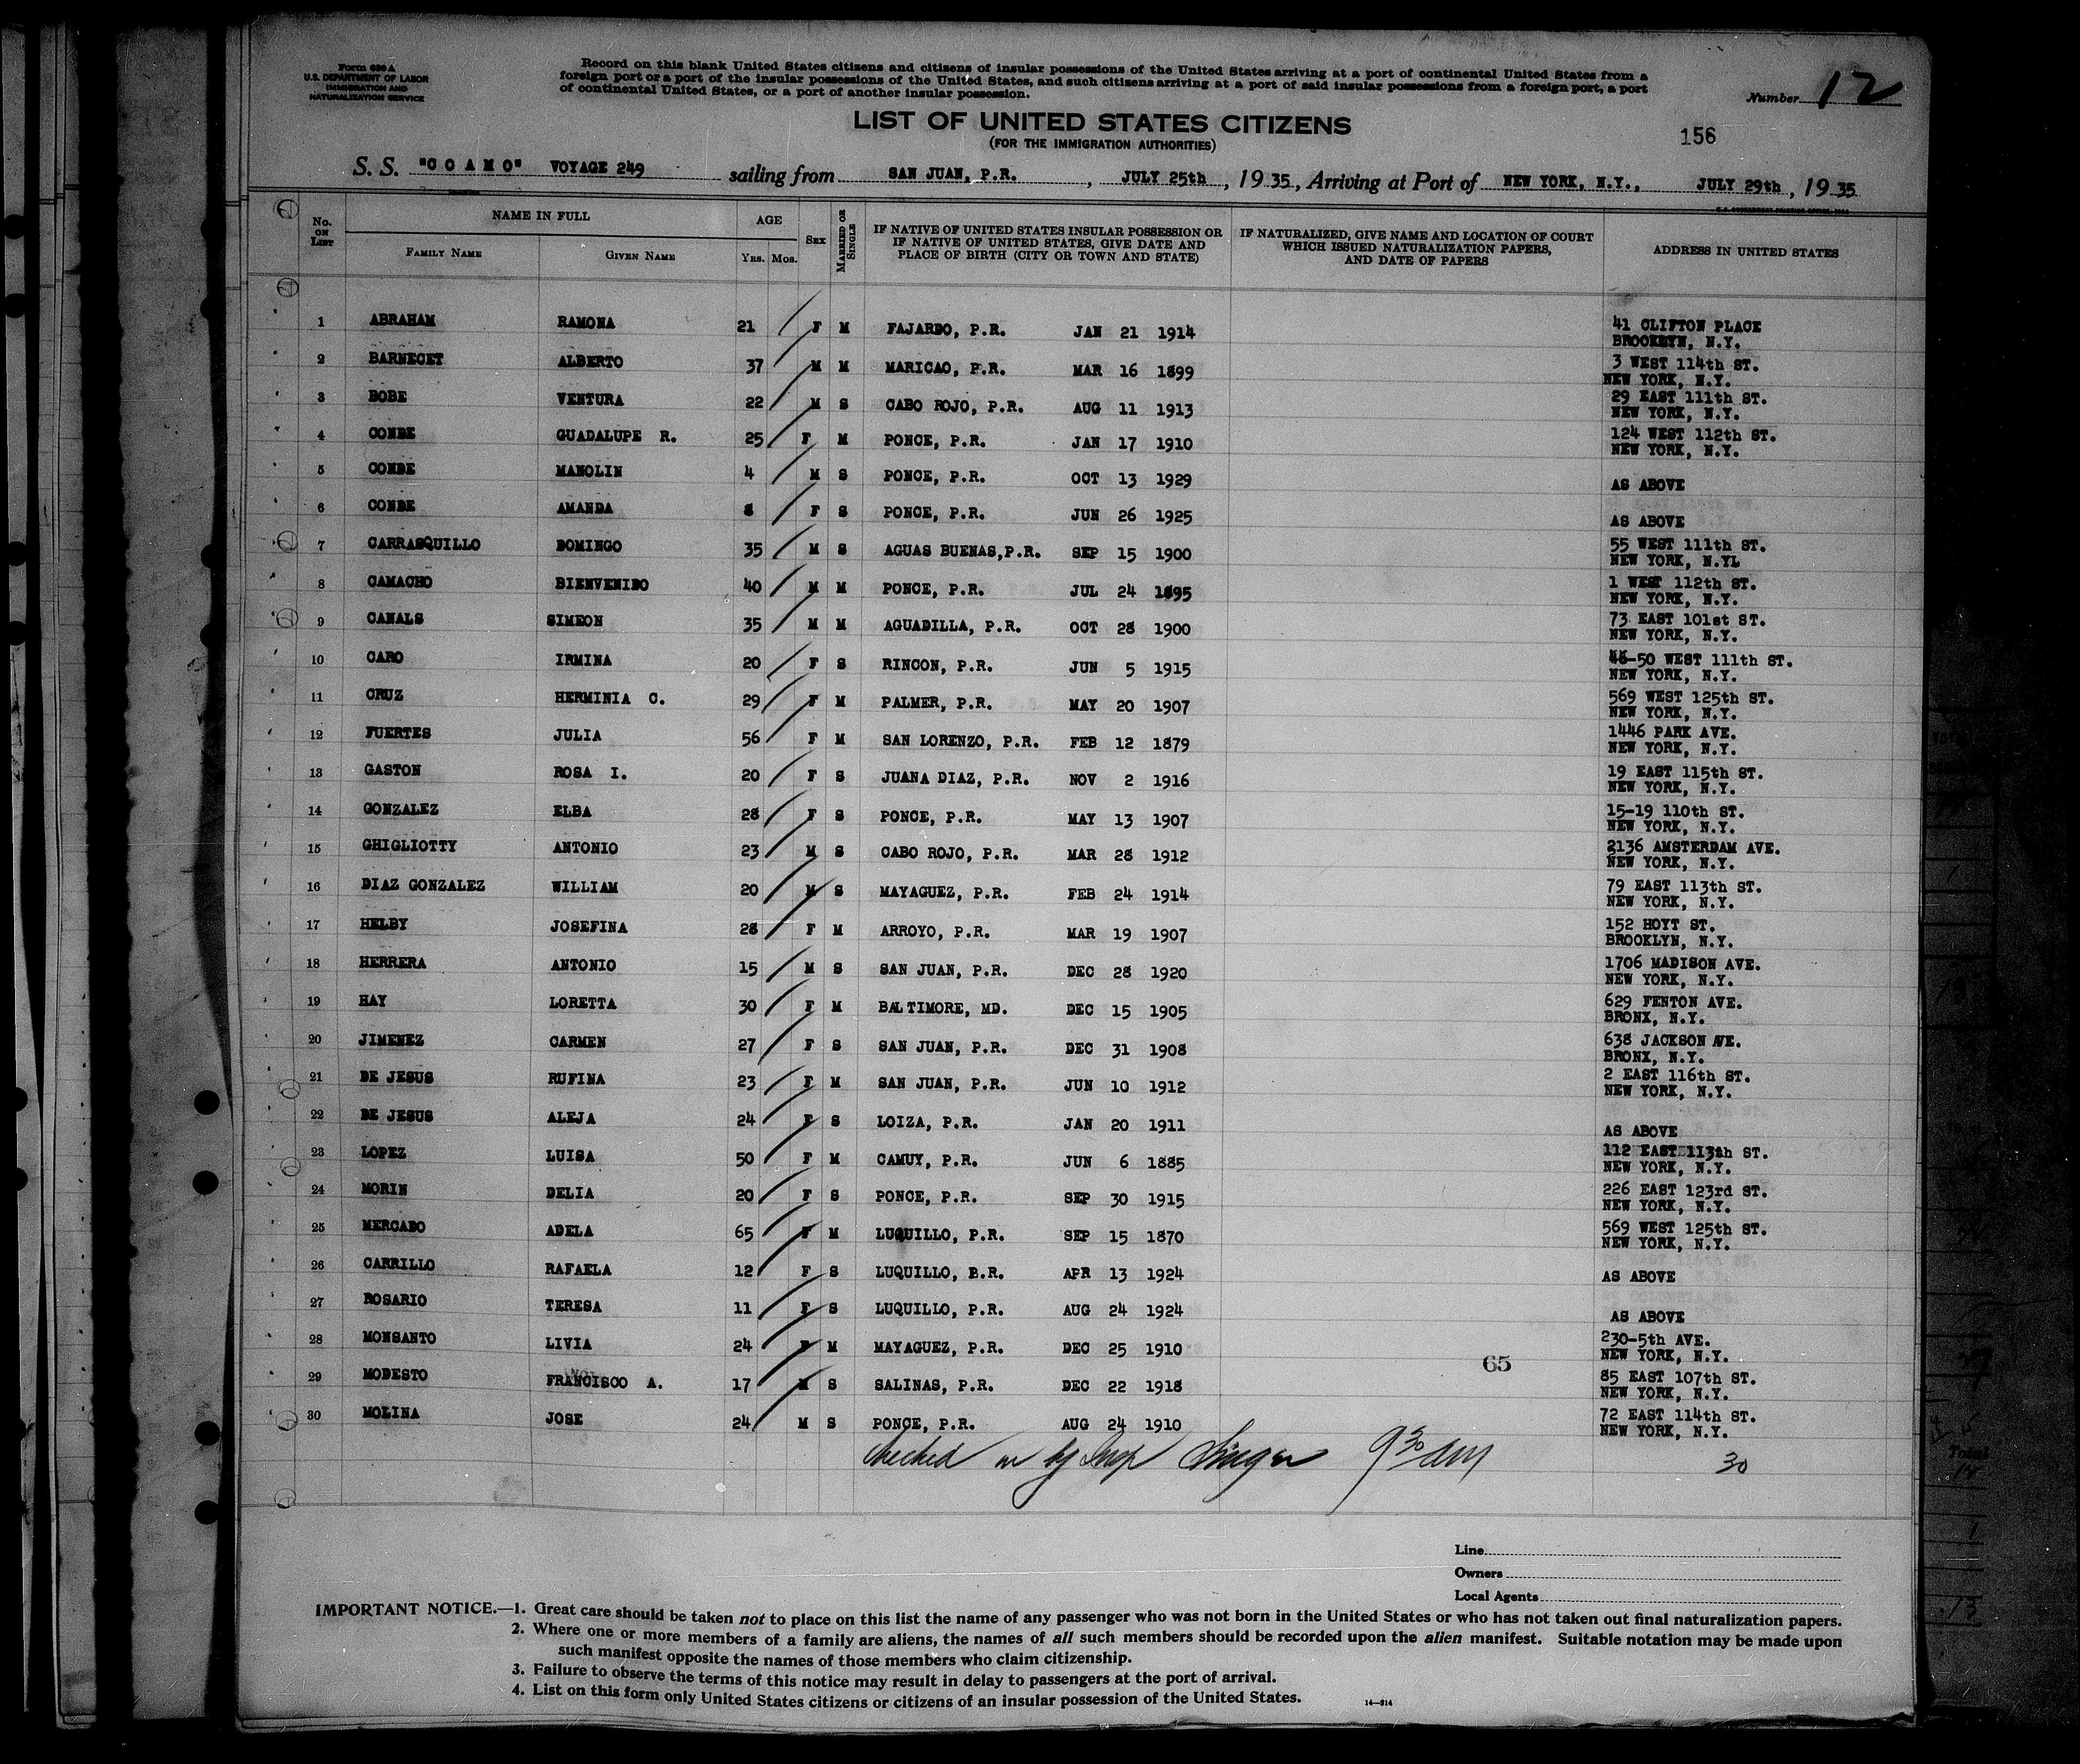 Form 630 A
U.S. DEPARTMENT OF LABOR
IMMIGRATION AND
NATURALIZATION SERVICE
Record on this blank United States citizens and citizens of insular possessions of the United States arriving at a port of continental United States from a
foreign port or a port of the insular possessions of the United States, and such citizens arriving at a port of said insular possessions from a foreign port, a port
of continental United States, or a port of another insular possession.
Number 12
LIST OF UNITED STATES CITIZENS
(FOR THE IMMIGRATION AUTHORITIES)
156
S. S. "COAMO" VOYAGE 249 sailing from SAN JUAN, P.R. , JULY 25th , 19 35, Arriving at Port of NEW YORK, N.Y., JULY 29th , 19 35
No. ON LIST NAME IN FULL FAMILY NAME GIVEN NAME AGE YRS. MOS. SEX MARRIED OR SINGLE IF NATIVE OF UNITED STATES INSULAR POSSESSION OR IF NATIVE OF UNITED STATES, GIVE DATE AND PLACE OF BIRTH (CITY OR TOWN AND STATE) IF NATURALIZED, GIVE NAME AND LOCATION OF COURT WHICH ISSUED NATURALIZATION PAPERS, AND DATE OF PAPERS ADDRESS IN UNITED STATES
1 ABRAHAM RAMONA 21 F M FAJARDO, P.R. JAN 21 1914 41 CLIFTON PLACE
BROOKLYN, N.Y.
2 BARNECET ALBERTO 37 M M MARICAO, P.R. MAR 16 1899 3 WEST 114th ST.
NEW YORK, N.Y.
3 BOBE VENTURA 22 M S CABO ROJO, P.R. AUG 11 1913 29 EAST 111th ST.
NEW YORK, N.Y.
4 CONDE GUADALUPE R. 25 F M PONCE, P.R. JAN 17 1910 124 WEST 112th ST.
NEW YORK, N.Y.
5 CONDE MANOLIN 4 M S PONCE, P.R. OCT 13 1929 AS ABOVE
6 CONDE AMANDA 8 F S PONCE, P.R. JUN 26 1925 AS ABOVE
7 CARRASQUILLO DOMINGO 35 M S AGUAS BUENAS,P.R. SEP 15 1900 55 WEST 111th ST.
NEW YORK, N.YL
8 CAMACHO BIENVENIDO 40 M M PONCE, P.R. JUL 24 1895 1 WEST 112th ST.
NEW YORK, N.Y.
9 CANALS SIMEON 35 M M AGUADILLA, P.R. OCT 28 1900 73 EAST 101st ST.
NEW YORK, N.Y.
10 CARO IRMINA 20 F S RINCON, P.R. JUN 5 1915 46-50 WEST 111th ST.
NEW YORK, N.Y.
11 CRUZ HERMINIA C. 29 F M PALMER, P.R. MAY 20 1907 569 WEST 125th ST.
NEW YORK, N.Y.
12 FUERTES JULIA 56 F M SAN LORENZO, P.R. FEB 12 1879 1446 PARK AVE.
NEW YORK, N.Y.
13 GASTON ROSA I. 20 F S JUANA DIAZ, P.R. NOV 2 1916 19 EAST 115th ST.
NEW YORK, N.Y.
14 GONZALEZ ELBA 28 F S PONCE, P.R. MAY 13 1907 15-19 110th ST.
NEW YORK, N.Y.
15 GHIGLIOTTY ANTONIO 23 M S CABO ROJO, P.R. MAR 28 1912 2136 AMSTERDAM AVE.
NEW YORK, N.Y.
16 DIAZ GONZALEZ WILLIAM 20 M S MAYAGUEZ, P.R. FEB 24 1914 79 EAST 113th ST.
NEW YORK, N.Y.
17 HELBY JOSEFINA 28 F M ARROYO, P.R. MAR 19 1907 152 HOYT ST.
BROOKLYN, N.Y.
18 HERRERA ANTONIO 15 M S SAN JUAN, P.R. DEC 28 1920 1706 MADISON AVE.
NEW YORK, N.Y.
19 HAY LORETTA 30 F M BALTIMORE, MD. DEC 15 1905 629 FENTON AVE.
BRONX, N.Y.
20 JIMENEZ CARMEN 27 F S SAN JUAN, P.R. DEC 31 1908 638 JACKSON AVE.
BRONX, N.Y.
21 DE JESUS RUFINA 23 F M SAN JUAN, P.R. JUN 10 1912 2 EAST 116th ST.
NEW YORK, N.Y.
22 DE JESUS ALEJA 24 F S LOIZA, P.R. JAN 20 1911 AS ABOVE
23 LOPEZ LUISA 50 F M CAMUY, P.R. JUN 6 1885 112 EAST 113th ST.
NEW YORK, N.Y.
24 MORIN DELIA 20 F S PONCE, P.R. SEP 30 1915 226 EAST 123rd ST.
NEW YORK, N.Y.
25 MERCADO ADELA 65 F M LUQUILLO, P.R. SEP 15 1870 569 WEST 125th ST.
NEW YORK, N.Y.
26 CARRILLO RAFAELA 12 F S LUQUILLO, B.R. APR 13 1924 AS ABOVE
27 ROSARIO TERESA 11 F S LUQUILLO, P.R. AUG 24 1924 AS ABOVE
28 MONSANTO LIVIA 24 F M MAYAGUEZ, P.R. DEC 25 1910 230-5th AVE.
NEW YORK, N.Y.
65
29 MODESTO FRANCISCO A. 17 M S SALINAS, P.R. DEC 22 1918 85 EAST 107th ST.
NEW YORK, N.Y.
30 MOLINA JOSE 24 M S PONCE, P.R. AUG 24 1910 72 EAST 114th ST.
NEW YORK, N.Y.
Checked by Insp Singer 9 30 am 30
Total
Line
Owners
Local Agents
IMPORTANT NOTICE.—1. Great care should be taken not to place on this list the name of any passenger who was not born in the United States or who has not taken out final naturalization papers.
2. Where one or more members of a family are aliens, the names of all such members should be recorded upon the alien manifest. Suitable notation may be made upon
such manifest opposite the names of those members who claim citizenship.
3. Failure to observe the terms of this notice may result in delay to passengers at the port of arrival.
4. List on this form only United States citizens or citizens of an insular possession of the United States.
14—814